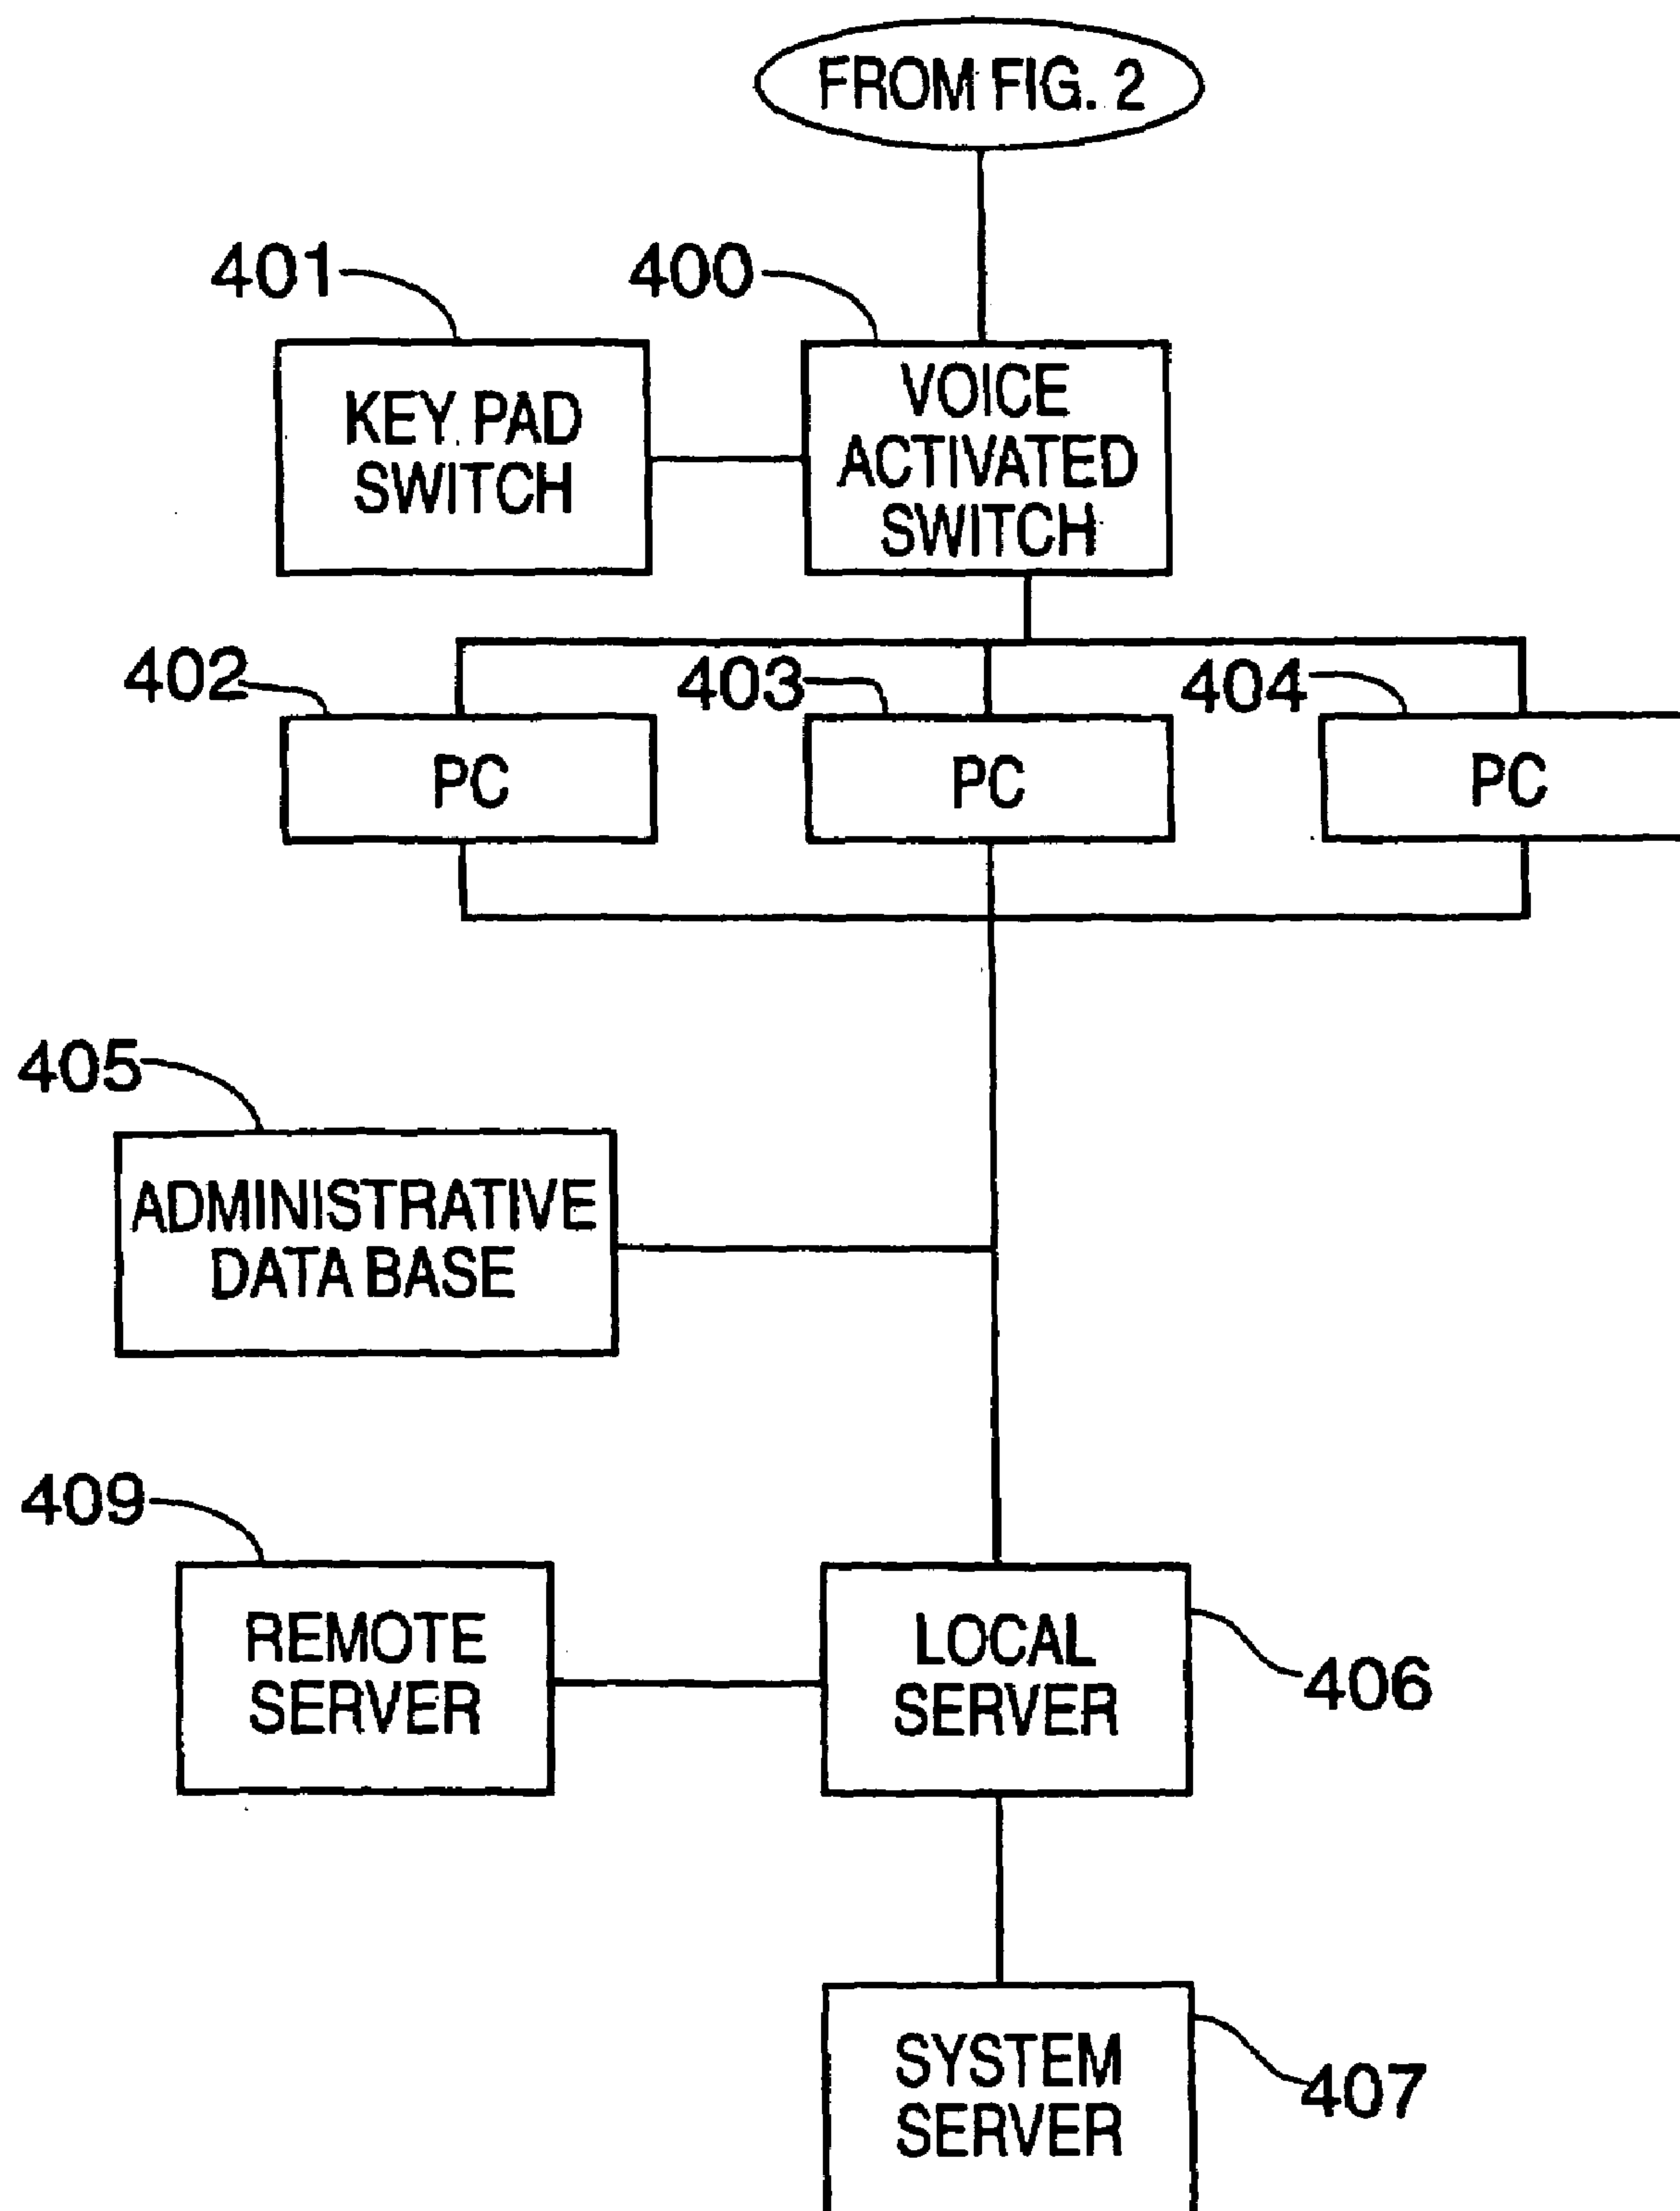 FROM FIG. 2
401
400
KEY PAD
SWITCH
VOICE
ACTIVATED
SWITCH
402
403
404
PC
PC
PC
405
ADMINISTRATIVE
DATA BASE
409
REMOTE
SERVER
LOCAL
SERVER
406
SYSTEM
SERVER
407